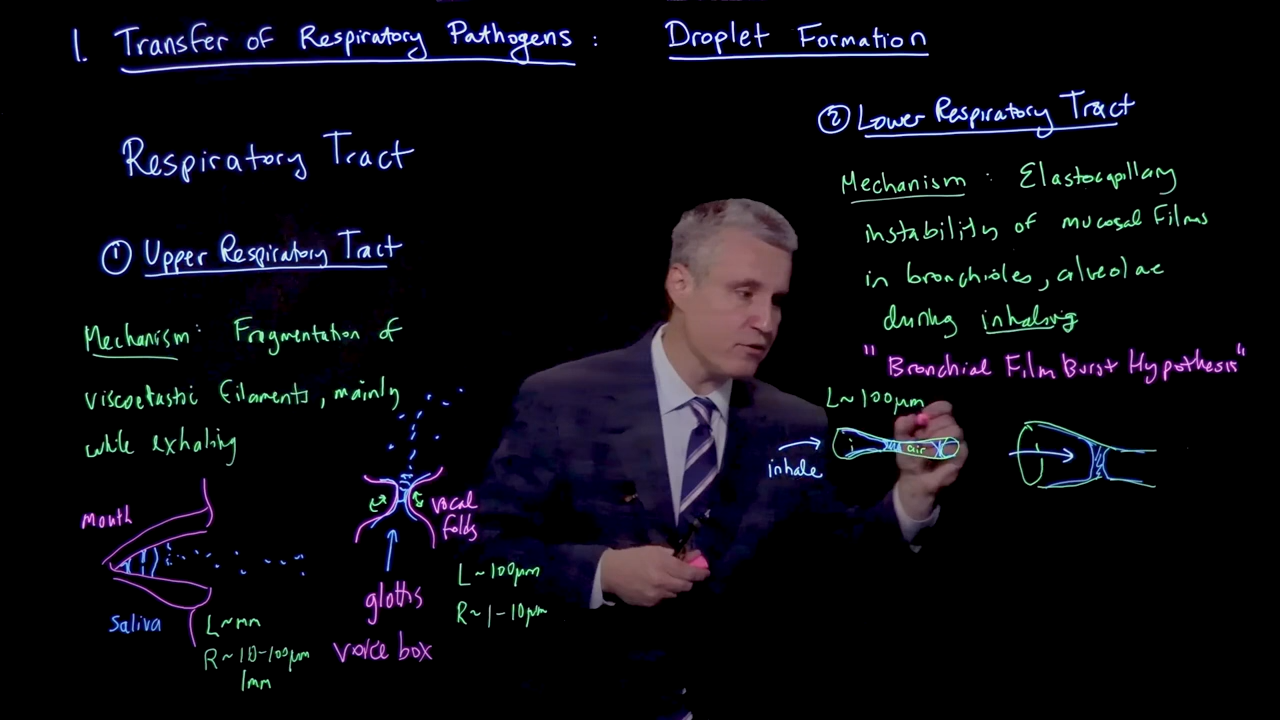 1. Transfer of Respiratory Pathogens : Droplet Formation
Respiratory Tract
① Upper Respiratory Tract
Mechanism: Fragmentation of
viscoelastic filaments, mainly
while exhaling
Mouth
Saliva
L~mm
R~10-100μm
1mm
vocal
folds
glottis
voice box
L~100μm
R~1-10μm
② Lower Respiratory Tract
Mechanism : Elastocapillary
instability of mucosal Films
in bronchioles, alveolae
during inhaling
"Bronchial Film Burst Hypothesis"
L~100μm
inhale
air